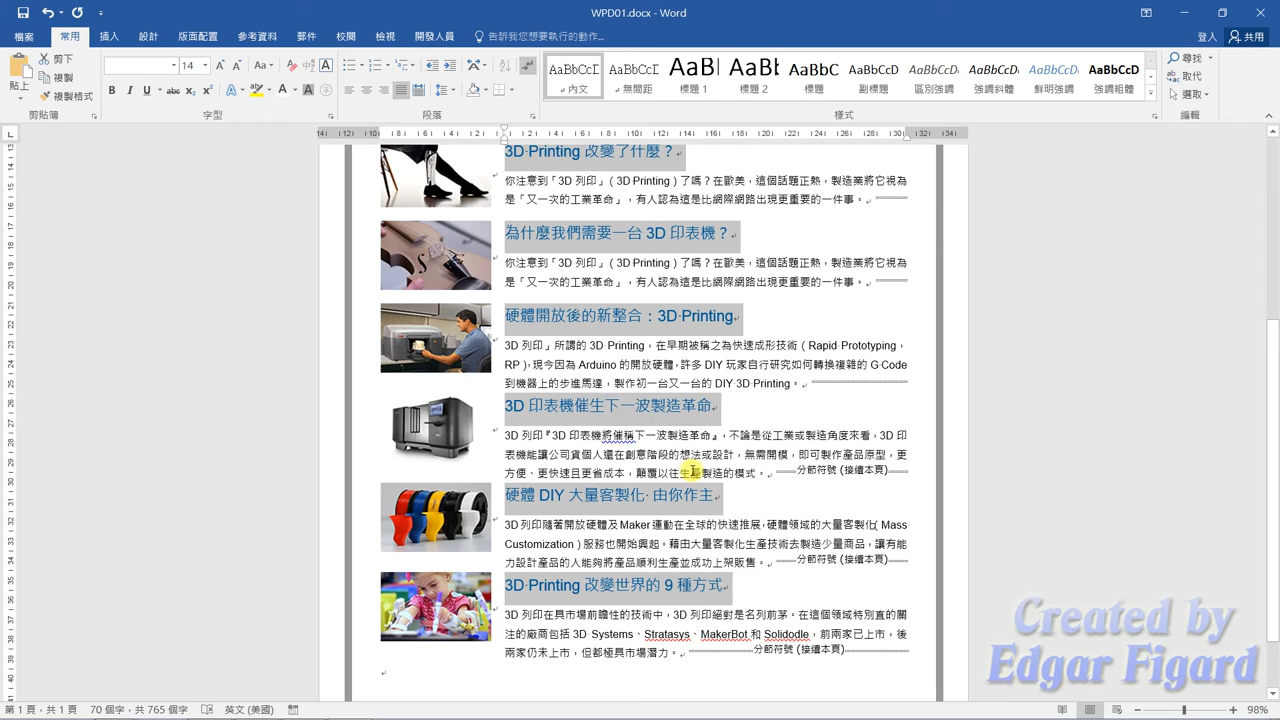 WPD01.docx - Word
檔案 常用 插入 設計 版面配置 參考資料 郵件 校閱 檢視 開發人員 告訴我您想要執行的動作... 登入 共用
貼上 剪下 複製 複製格式 剪貼簿
14 字型
段落
AaBbCcDd 內文
AaBbCcDd 無間距
標題 1
標題 2
AaBbC 標題
AaBbCcD 副標題
AaBbCcDd 區別調
AaBbCcDd 強調斜體
AaBbCcDd 鮮明強調
AaBbCcD 強調粗體
樣式
尋找 取代 選取 編輯
3D Printing 改變了什麼？
你注意到「3D 列印」(3D Printing) 了嗎？在歐美，這個話題正熱，製造業將它視為
是「又一次的工業革命」，有人認為這是比網際網路出現更重要的一件事。
為什麼我們需要一台 3D 印表機？
你注意到「3D 列印」(3D Printing) 了嗎？在歐美，這個話題正熱，製造業將它視為
是「又一次的工業革命」，有人認為這是比網際網路出現更重要的一件事。
硬體開放後的新整合：3D Printing
3D 列印」所謂的 3D Printing，在早期被稱之為快速成形技術 (Rapid Prototyping，
RP)，現今因為 Arduino 的開放硬體，許多 DIY 玩家自行研究如何轉換複雜的 G Code
到機器上的步進馬達，製作初一台又一台的 DIY 3D Printing。
3D 印表機催生下一波製造革命
3D 列印『3D 印表機將催稱下一波製造革命』，不論是從工業或製造角度來看，3D 印
表機能讓公司貨個人還在創意階段的想法或設計，無需開模，即可製作產品原型，更
方便、更快速且更省成本，顛覆以往生產製造的模式。 分節符號 (接續本頁)
硬體 DIY 大量客製化 由你作主
3D 列印隨著開放硬體及 Maker 運動在全球的快速推展，硬體領域的大量客製化( Mass
Customization ) 服務也開始興起。藉由大量客製化生產技術去製造少量商品，讓有能
力設計產品的人能夠將產品順利生產並成功上架販售。 分節符號 (接續本頁)
3D Printing 改變世界的 9 種方式
3D 列印在具市場前瞻性的技術中，3D 列印絕對是名列前茅。在這個領域特別直的關
注的廠商包括 3D Systems、Stratasys、MakerBot 和 Solidodle，前兩家已上市，後
兩家仍未上市，但都極具市場潛力。 分節符號 (接續本頁)
Created by
Edgar Figard
第 1 頁，共 1 頁 70 個字，共 765 個字 英文 (美國) 98%